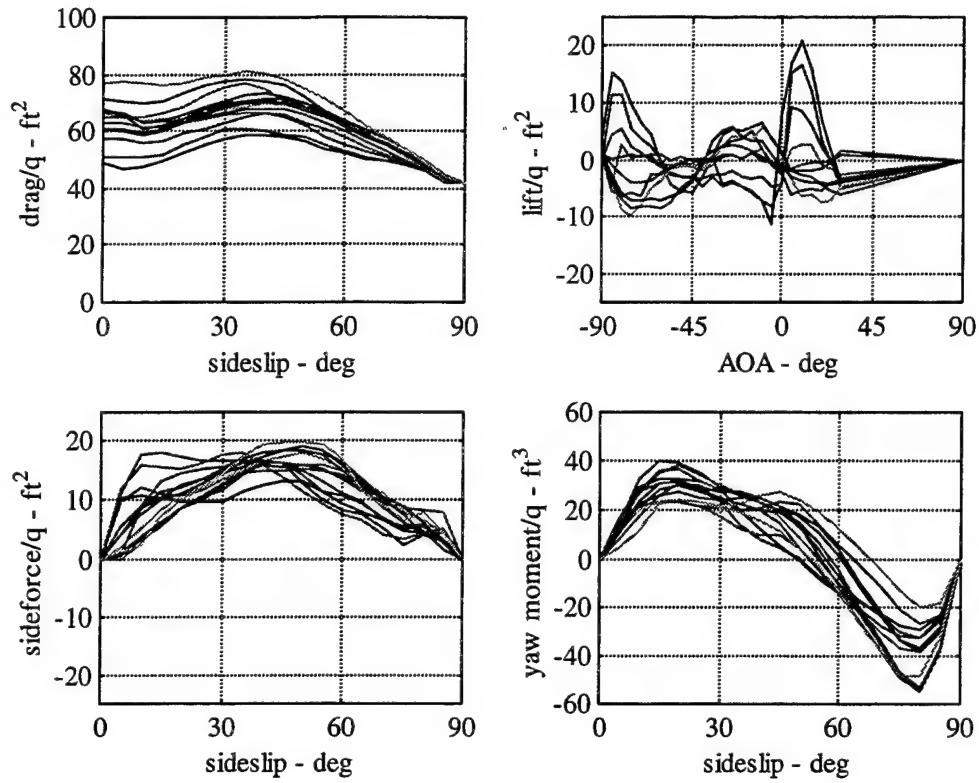 100
80
60
40
20
0
drag/q - ft2
0 30 60 90
sideslip - deg
20
10
0
-10
-20
lift/q - ft2
-90 -45 0 45 90
AOA - deg
20
10
0
-10
-20
sideforce/q - ft2
0 30 60 90
sideslip - deg
60
40
20
0
-20
-40
-60
yaw moment/q - ft3
0 30 60 90
sideslip - deg